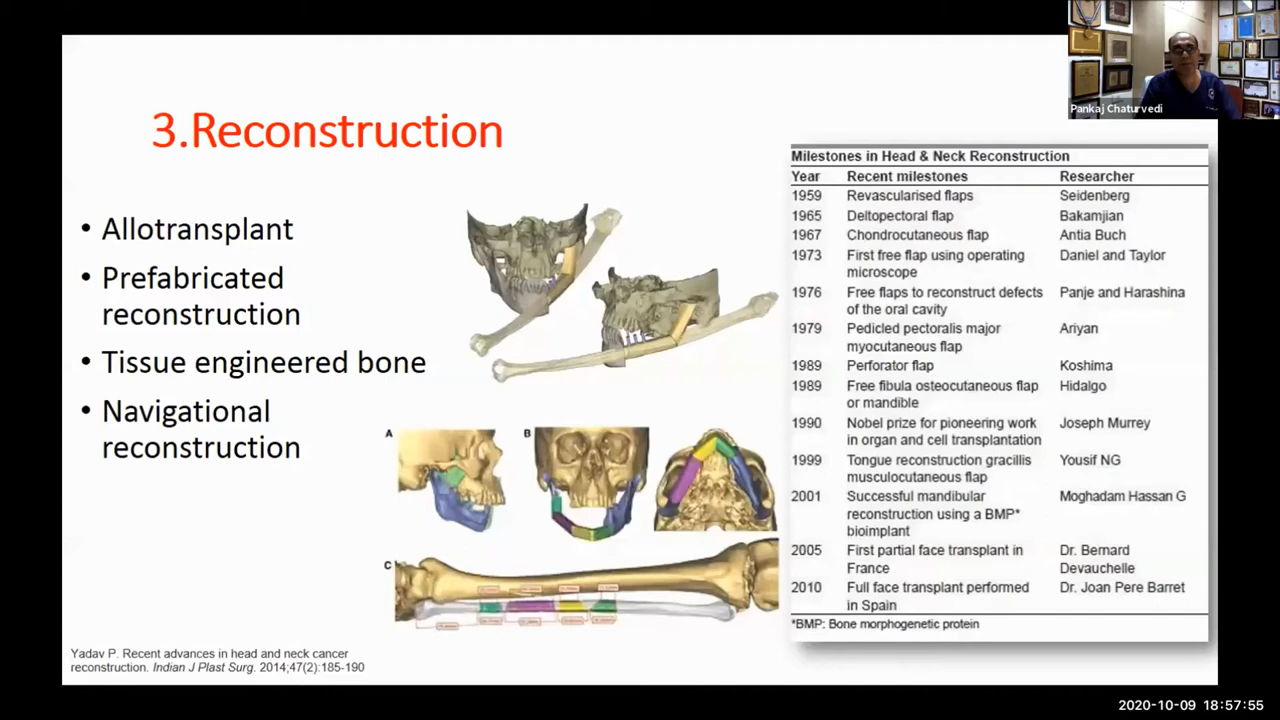 3.Reconstruction
• Allotransplant
• Prefabricated
reconstruction
• Tissue engineered bone
• Navigational
reconstruction
A
B
C
Yadav P. Recent advances in head and neck cancer
reconstruction. Indian J Plast Surg. 2014;47(2):185-190
Pankaj Chaturvedi
Milestones in Head & Neck Reconstruction
Year Recent milestones Researcher
1959 Revascularised flaps Seidenberg
1965 Deltopectoral flap Bakamjian
1967 Chondrocutaneous flap Antia Buch
1973 First free flap using operating Daniel and Taylor
microscope
1976 Free flaps to reconstruct defects Panje and Harashina
of the oral cavity
1979 Pedicled pectoralis major Ariyan
myocutaneous flap
1989 Perforator flap Koshima
1989 Free fibula osteocutaneous flap Hidalgo
or mandible
1990 Nobel prize for pioneering work Joseph Murrey
in organ and cell transplantation
1999 Tongue reconstruction gracillis Yousif NG
musculocutaneous flap
2001 Successful mandibular Moghadam Hassan G
reconstruction using a BMP*
bioimplant
2005 First partial face transplant in Dr. Bernard
France Devauchelle
2010 Full face transplant performed Dr. Joan Pere Barret
in Spain
*BMP: Bone morphogenetic protein
2020-10-09 18:57:55